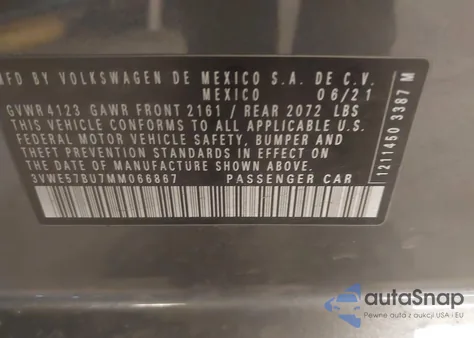 MFD BY VOLKSWAGEN DE MEXICO S.A. DE C.V.
MEXICO 06/21
GVWR 4123 GAWR FRONT 2161 / REAR 2072 LBS
THIS VEHICLE CONFORMS TO ALL APPLICABLE U.S.
FEDERAL MOTOR VEHICLE SAFETY, BUMPER AND
THEFT PREVENTION STANDARDS IN EFFECT ON
THE DATE OF MANUFACTURE SHOWN ABOVE.
3VWE57BU7MM066867 PASSENGER CAR
1211460 3387 M
autoSnap
Pewne auta z aukcji USA i EU